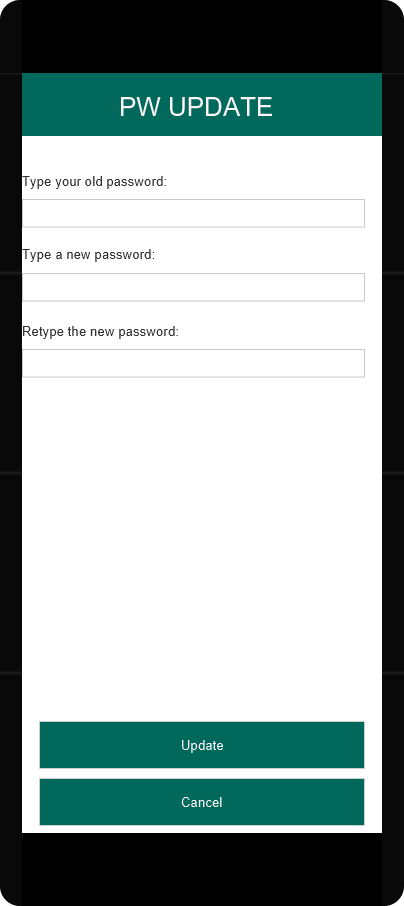 PW UPDATE
Type your old password:
Type a new password:
Retype the new password:
Update
Cancel